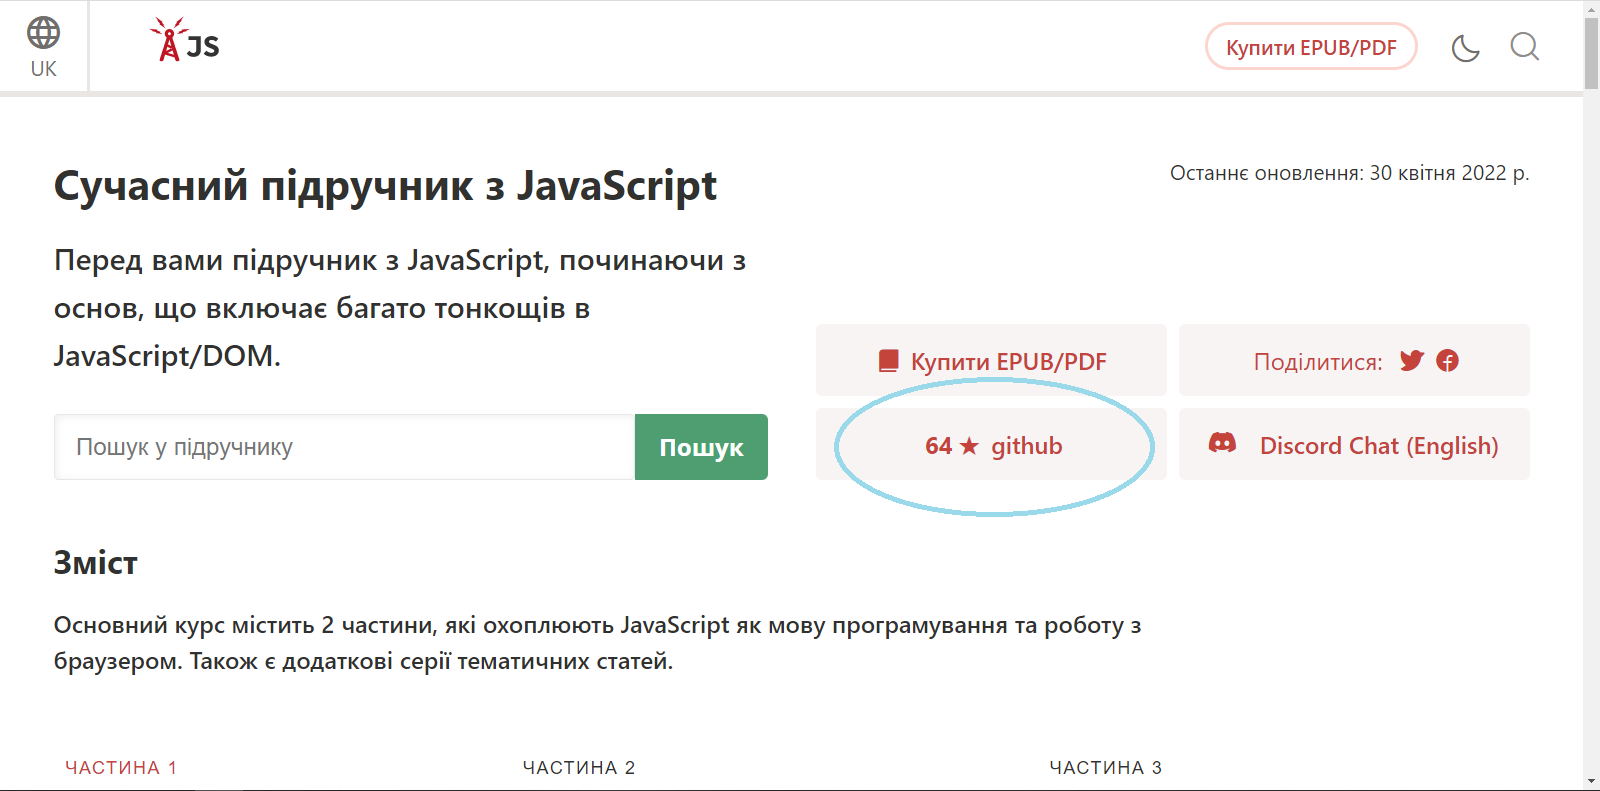 UK
JS
Купити EPUB/PDF
Сучасний підручник з JavaScript
Останнє оновлення: 30 квітня 2022 р.
Перед вами підручник з JavaScript, починаючи з
основ, що включає багато тонкощів в
JavaScript/DOM.
Купити EPUB/PDF
Поділитися:
Пошук у підручнику
Пошук
64 ★ github
Discord Chat (English)
Зміст
Основний курс містить 2 частини, які охоплюють JavaScript як мову програмування та роботу з
браузером. Також є додаткові серії тематичних статей.
ЧАСТИНА 1
ЧАСТИНА 2
ЧАСТИНА 3